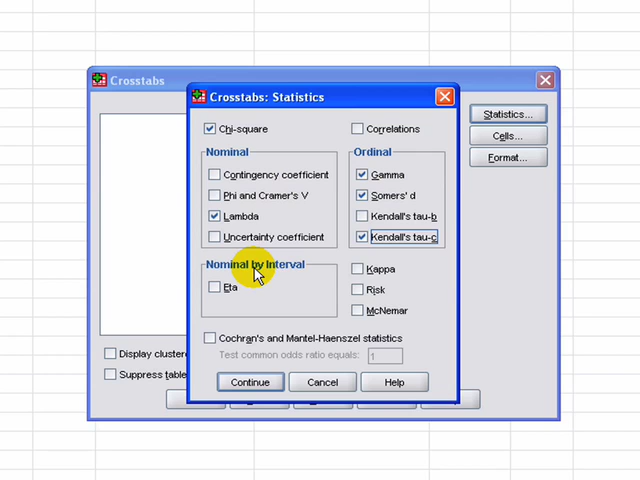 Crosstabs
Crosstabs: Statistics
Statistics...
Cells...
Format...
Chi-square
Correlations
Nominal
Contingency coefficient
Phi and Cramer's V
Lambda
Uncertainty coefficient
Ordinal
Gamma
Somers' d
Kendall's tau-b
Kendall's tau-c
Nominal by Interval
Eta
Kappa
Risk
McNemar
Cochran's and Mantel-Haenszel statistics
Test common odds ratio equals: 1
Display cluster
Suppress table
Continue Cancel Help